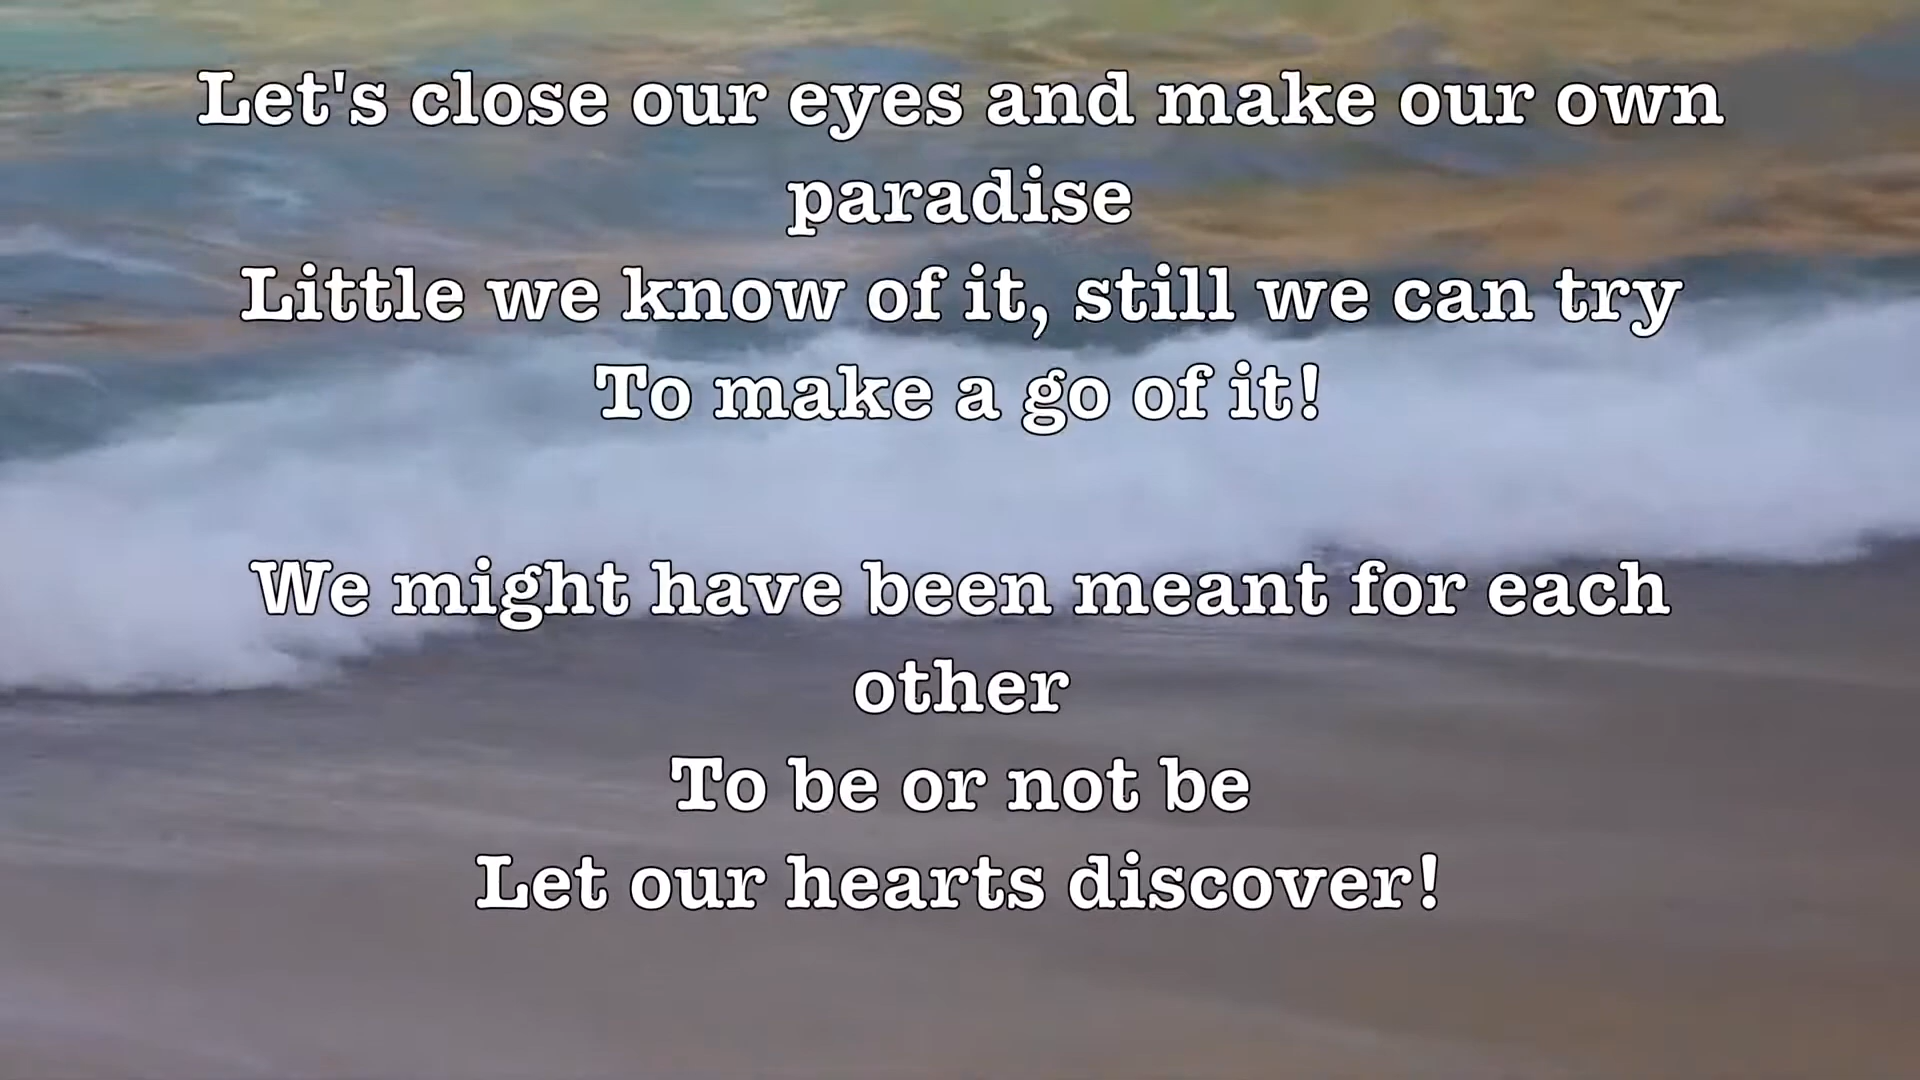 Let's close our eyes and make our own
paradise
Little we know of it, still we can try
To make a go of it!
We might have been meant for each
other
To be or not be
Let our hearts discover!